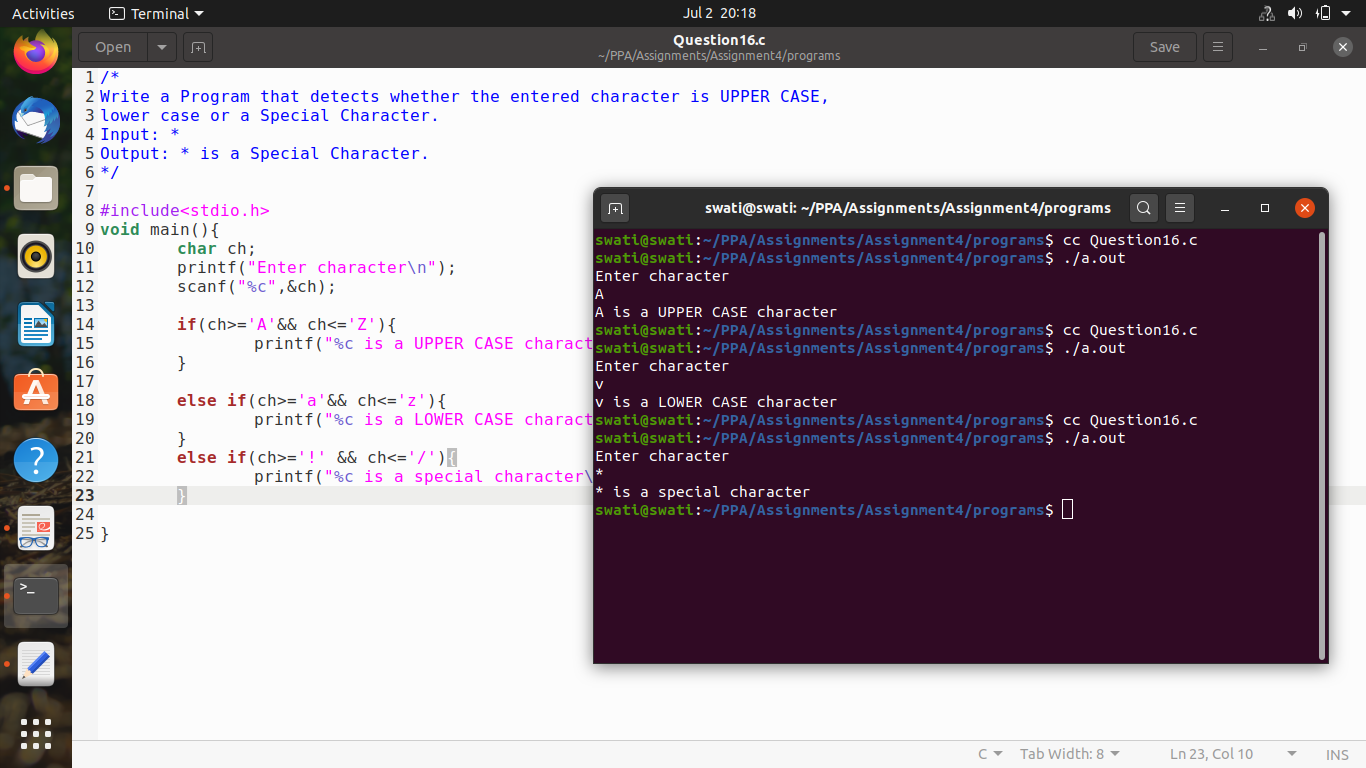 Activities Terminal Jul 2 20:18
Open Question16.c Save
~/PPA/Assignments/Assignment4/programs
1 /*
2 Write a Program that detects whether the entered character is UPPER CASE,
3 lower case or a Special Character.
4 Input: *
5 Output: * is a Special Character.
6 */
7
8 #include<stdio.h>
9 void main(){
10 char ch;
11 printf("Enter character\n");
12 scanf("%c",&ch);
13
14 if(ch>='A'&& ch<='Z'){
15 printf("%c is a UPPER CASE charact
16 }
17
18 else if(ch>='a'&& ch<='z'){
19 printf("%c is a LOWER CASE charact
20 }
21 else if(ch>='!' && ch<='/'){
22 printf("%c is a special character\
23 }
24
25 }
swati@swati: ~/PPA/Assignments/Assignment4/programs
swati@swati:~/PPA/Assignments/Assignment4/programs$ cc Question16.c
swati@swati:~/PPA/Assignments/Assignment4/programs$ ./a.out
Enter character
A
A is a UPPER CASE character
swati@swati:~/PPA/Assignments/Assignment4/programs$ cc Question16.c
swati@swati:~/PPA/Assignments/Assignment4/programs$ ./a.out
Enter character
v
v is a LOWER CASE character
swati@swati:~/PPA/Assignments/Assignment4/programs$ cc Question16.c
swati@swati:~/PPA/Assignments/Assignment4/programs$ ./a.out
Enter character
*
* is a special character
swati@swati:~/PPA/Assignments/Assignment4/programs$
C Tab Width: 8 Ln 23, Col 10 INS